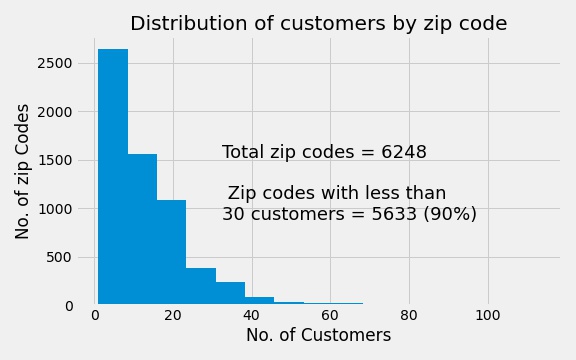 Distribution of customers by zip code
No. of zip Codes
2500
2000
1500
1000
500
0
Total zip codes = 6248
Zip codes with less than
30 customers = 5633 (90%)
0 20 40 60 80 100
No. of Customers